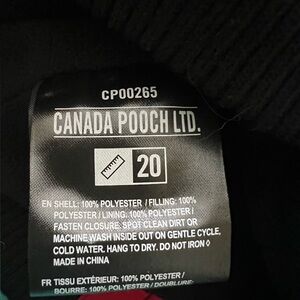 CP00265
CANADA POOCH LTD.
20
EN SHELL: 100% POLYESTER / FILLING: 100%
POLYESTER / LINING: 100% POLYESTER /
FASTEN CLOSURE: SPOT CLEAN DIRT OR
MACHINE WASH INSIDE OUT ON GENTLE CYCLE,
COLD WATER. HANG TO DRY. DO NOT IRON ◊
MADE IN CHINA
FR TISSU EXTÉRIEUR: 100% POLYESTER /
BOURRE: 100% POLYESTER / DOUBLURE: